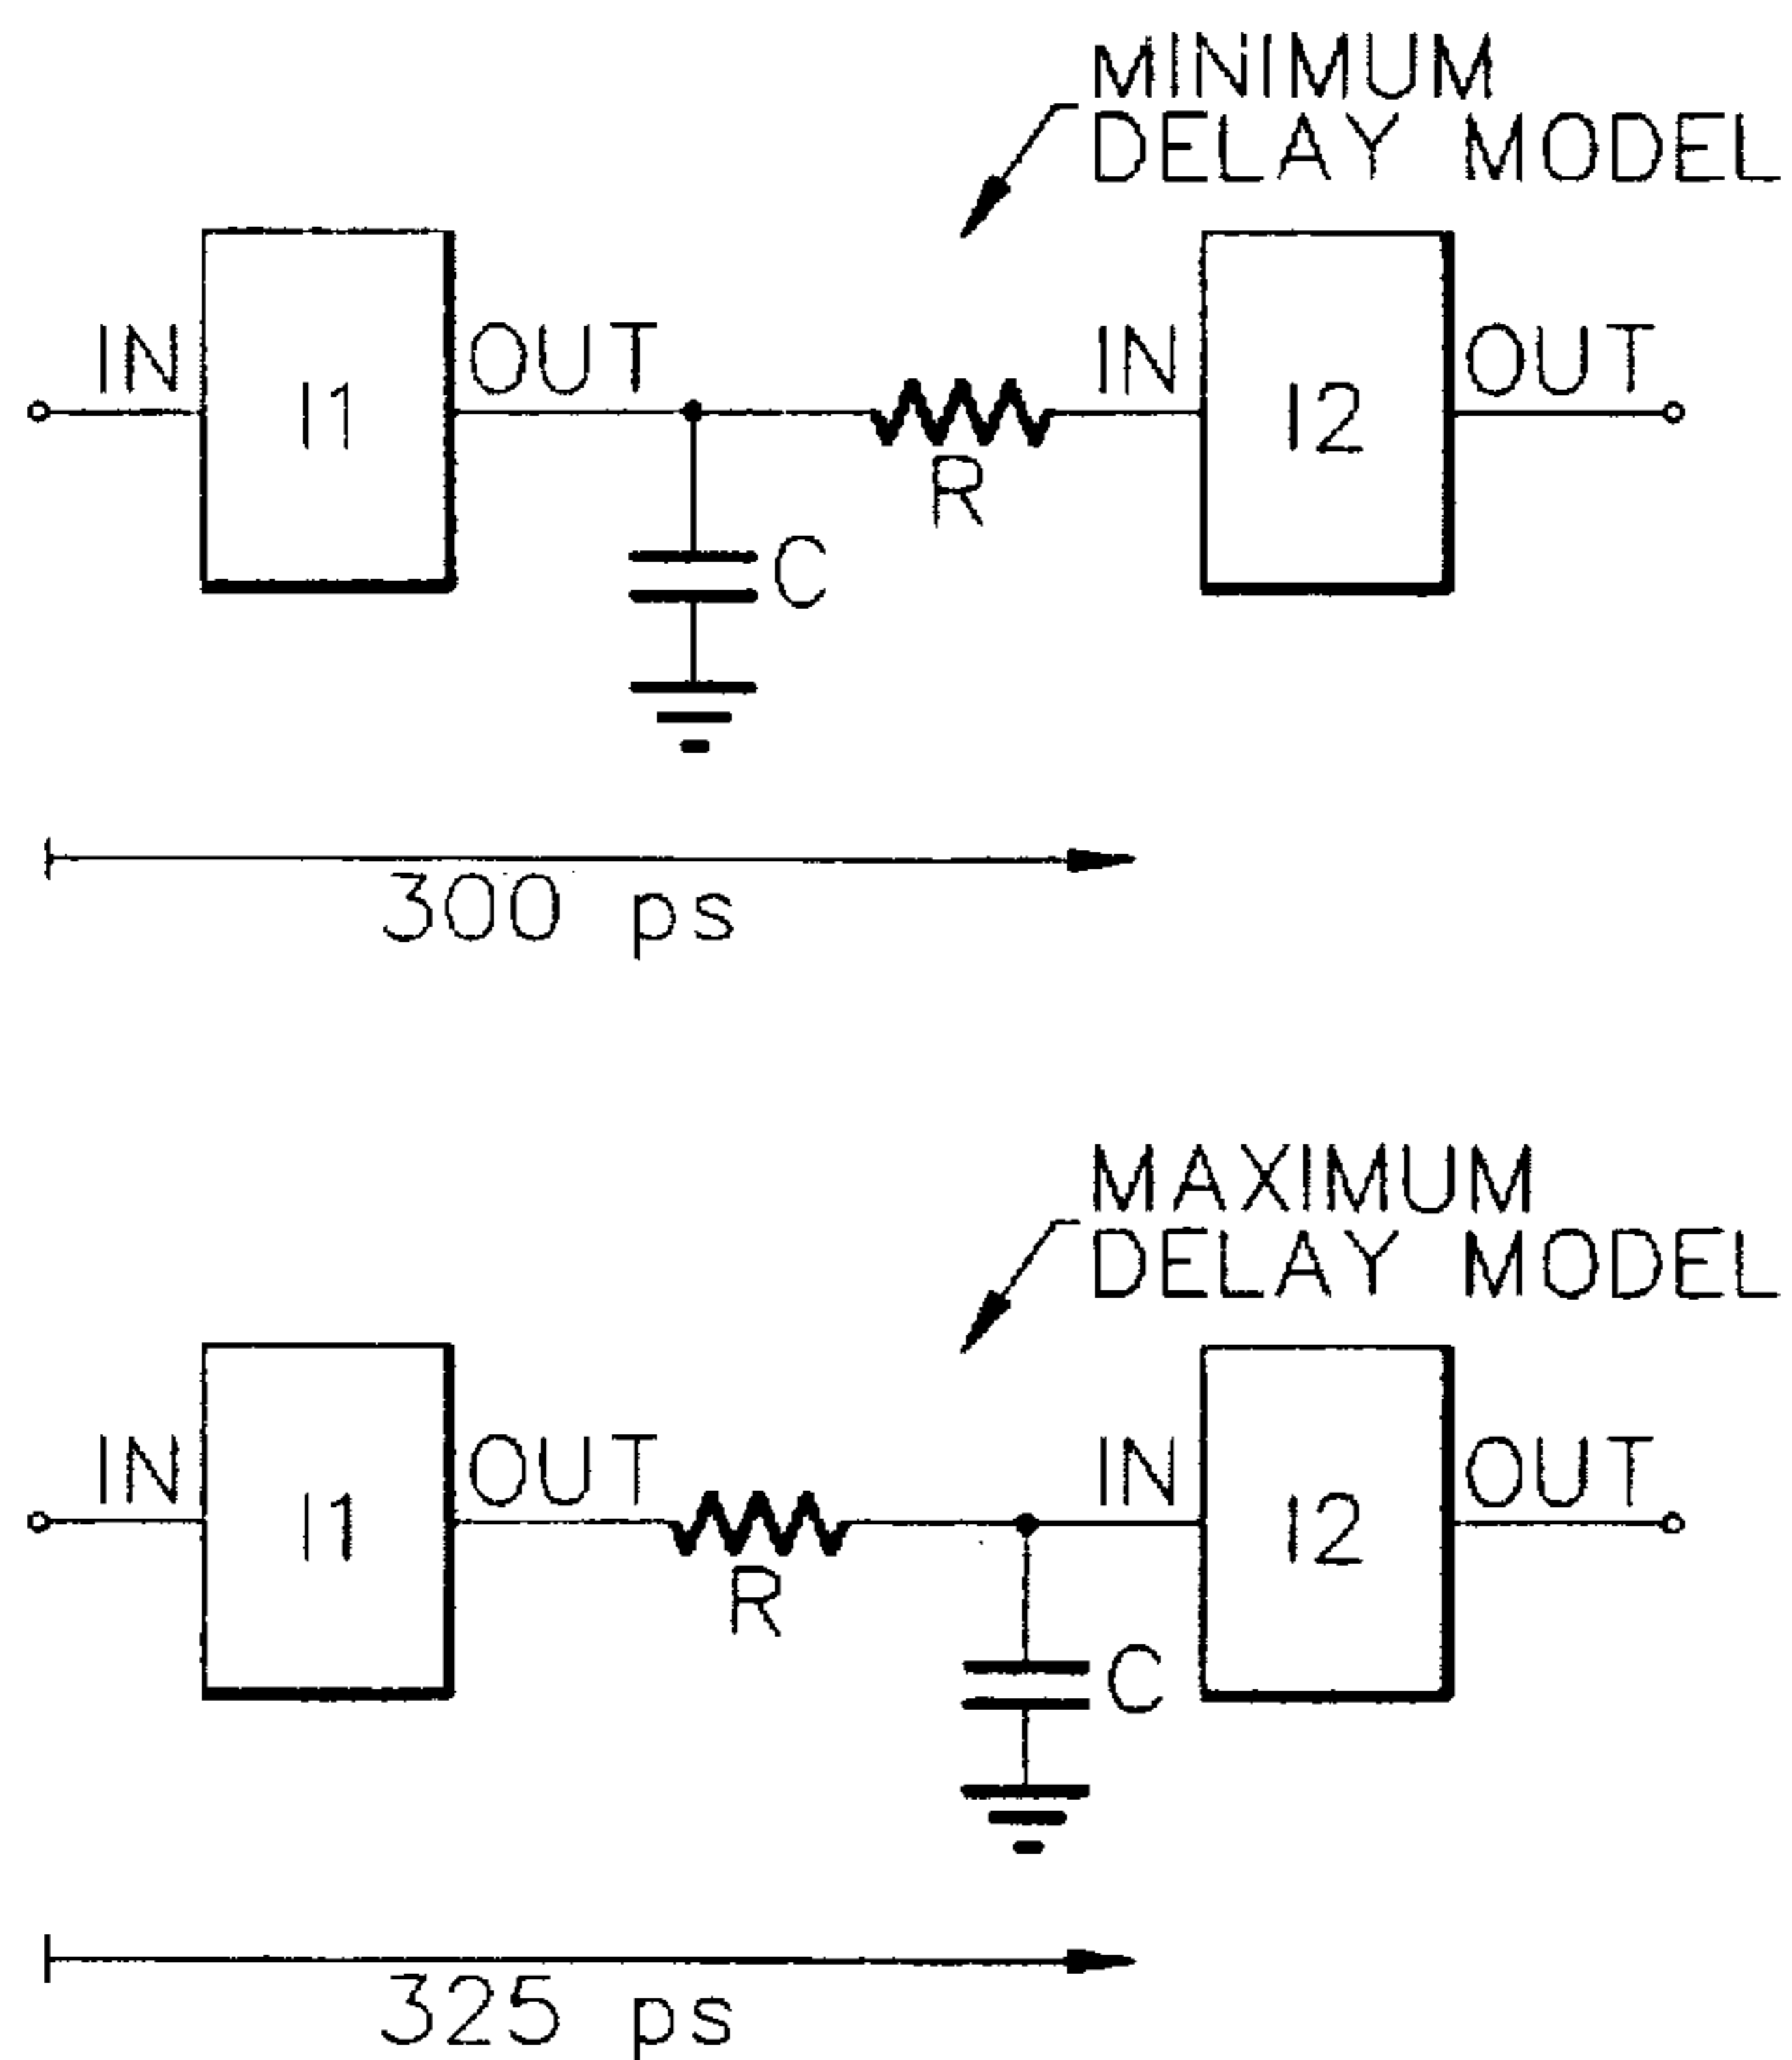 MINIMUM
DELAY MODEL
IN
I1
OUT
R
C
IN
I2
OUT
300 ps
MAXIMUM
DELAY MODEL
IN
I1
OUT
R
C
IN
I2
OUT
325 ps